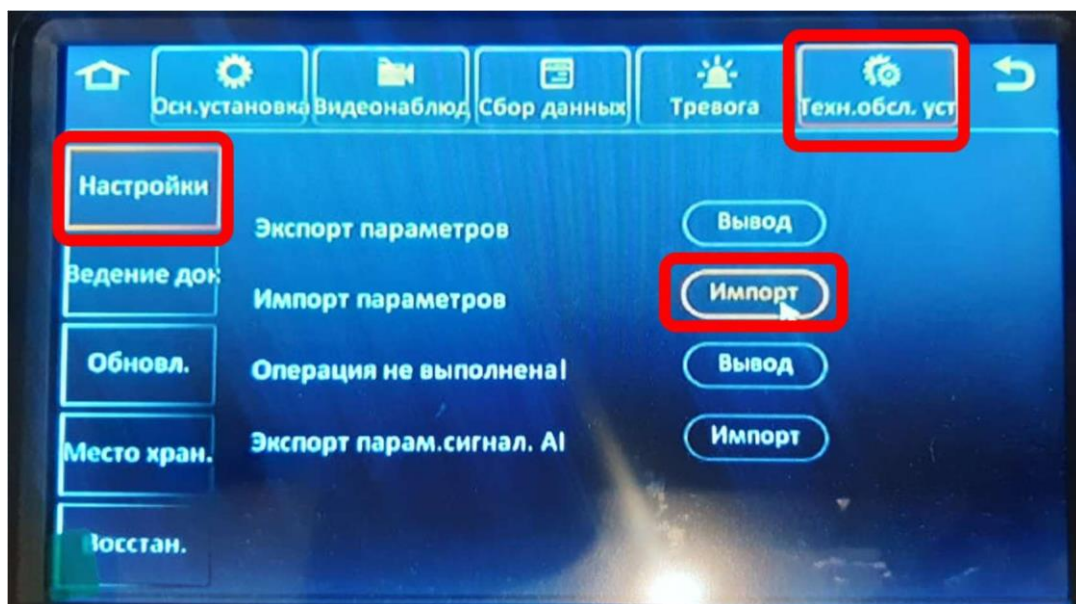 Осн.установка Видеонаблюд Сбор данных Тревога Техн.обсл. уст
Настройки
Экспорт параметров Вывод
Ведение док
Импорт параметров Импорт
Обновл.
Операция не выполнена! Вывод
Место хран.
Экспорт парам.сигнал. AI Импорт
Восстан.